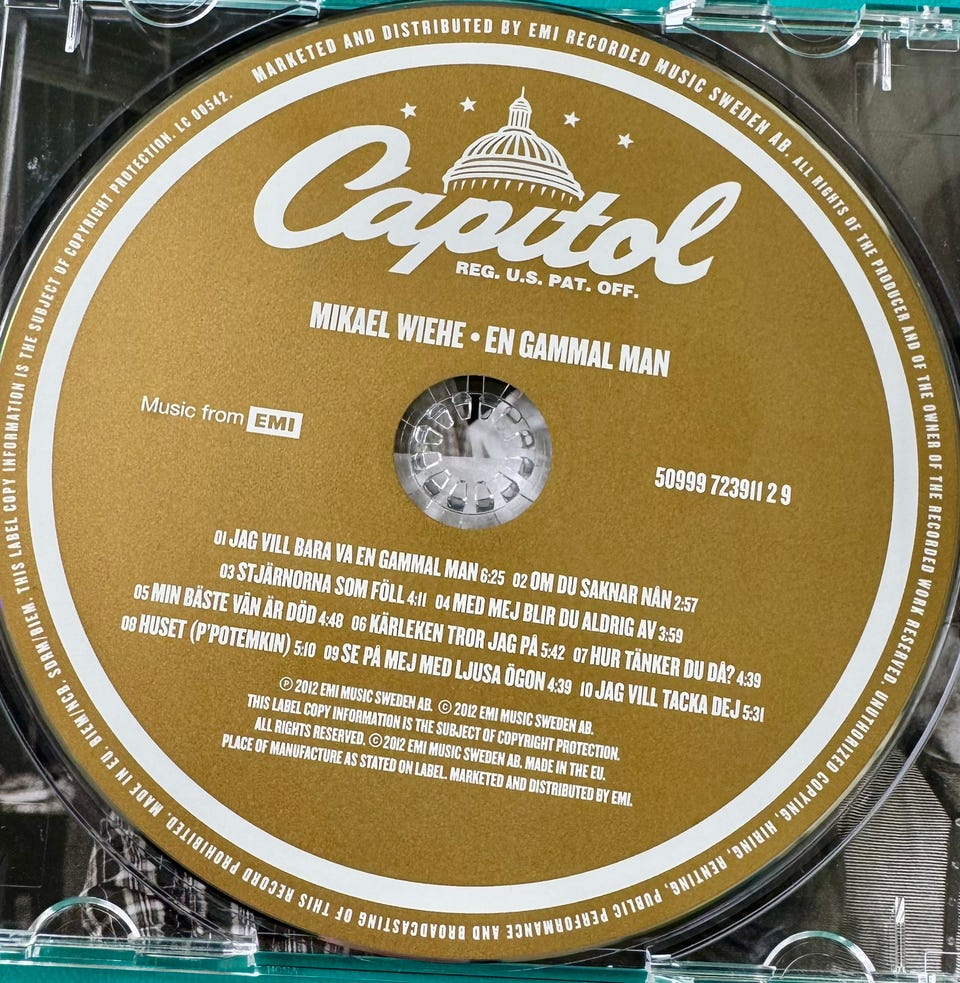 MARKETED AND DISTRIBUTED BY EMI RECORDED MUSIC SWEDEN AB. ALL RIGHTS OF THE PRODUCER AND OF THE OWNER OF THE RECORDED WORK RESERVED. UNAUTHORIZED COPYING, HIRING, RENTING, PUBLIC PERFORMANCE AND BROADCASTING OF THIS RECORD PROHIBITED. MADE IN EU. BIEM/NCB. SDRM/BIEM. THIS LABEL COPY INFORMATION IS THE SUBJECT OF COPYRIGHT PROTECTION. LC 00542.
Capitol
REG. U.S. PAT. OFF.
MIKAEL WIEHE • EN GAMMAL MAN
Music from EMI
50999 723911 2 9
01 JAG VILL BARA VA EN GAMMAL MAN 6:25 02 OM DU SAKNAR NÅN 2:57
03 STJÄRNORNA SOM FÖLL 4:11 04 MED MEJ BLIR DU ALDRIG AV 3:59
05 MIN BÄSTE VÄN ÄR DÖD 4:48 06 KÄRLEKEN TROR JAG PÅ 5:42 07 HUR TÄNKER DU DÅ? 4:39
08 HUSET (P'POTEMKIN) 5:10 09 SE PÅ MEJ MED LJUSA ÖGON 4:39 10 JAG VILL TACKA DEJ 5:31
℗ 2012 EMI MUSIC SWEDEN AB. © 2012 EMI MUSIC SWEDEN AB.
THIS LABEL COPY INFORMATION IS THE SUBJECT OF COPYRIGHT PROTECTION.
ALL RIGHTS RESERVED. © 2012 EMI MUSIC SWEDEN AB. MADE IN THE EU.
PLACE OF MANUFACTURE AS STATED ON LABEL. MARKETED AND DISTRIBUTED BY EMI.